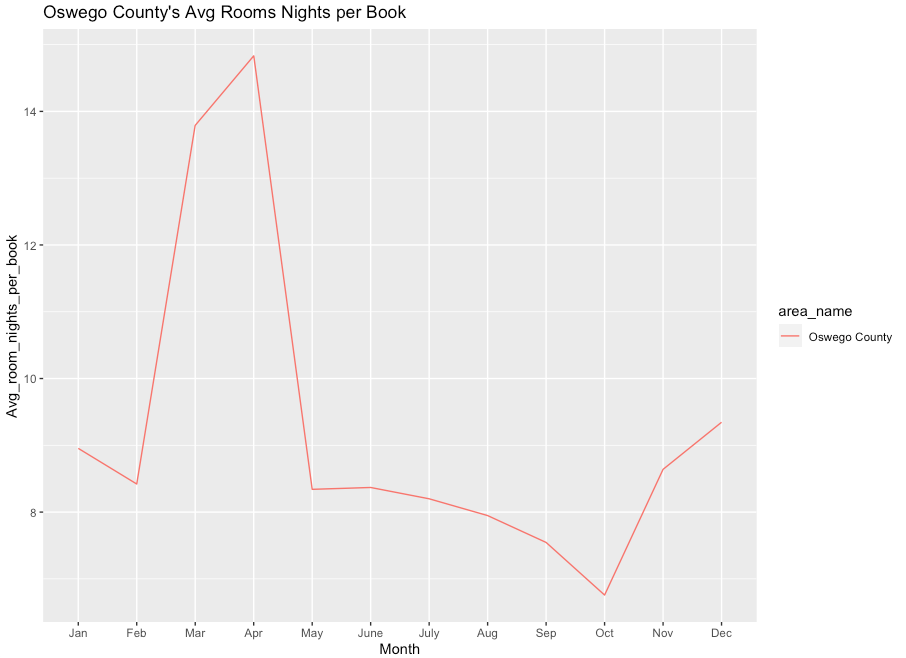 Oswego County's Avg Rooms Nights per Book
Avg_room_nights_per_book
14
12
10
8
Jan Feb Mar Apr May June July Aug Sep Oct Nov Dec
Month
area_name
Oswego County